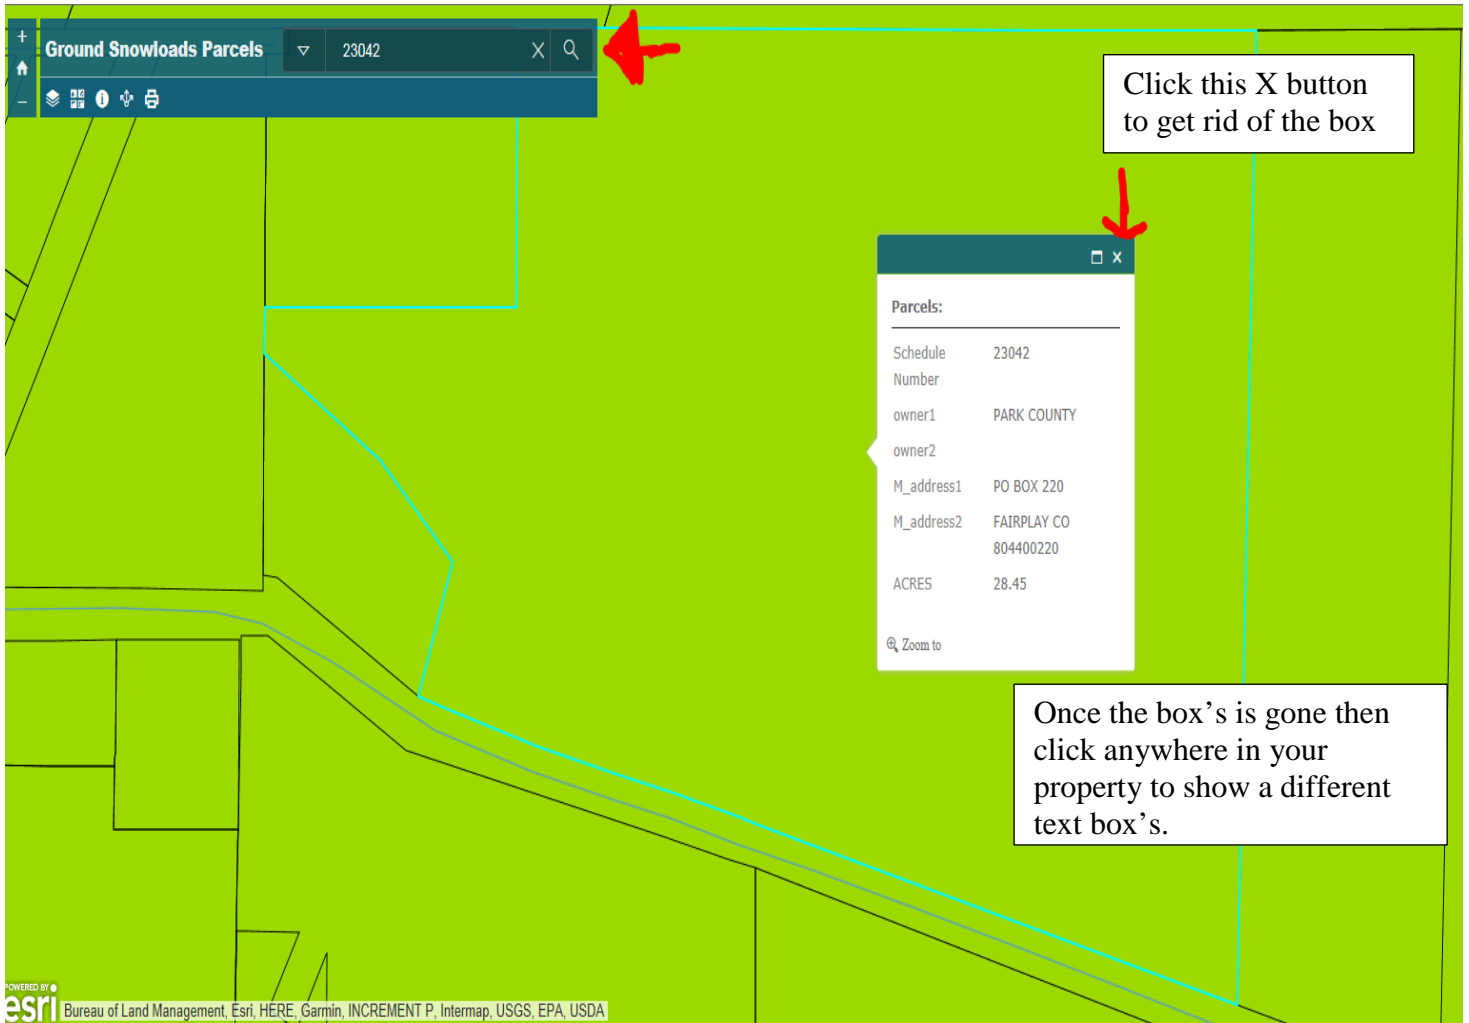 Ground Snowloads Parcels
23042
Click this X button
to get rid of the box
Parcels:
Schedule Number 23042
owner1 PARK COUNTY
owner2
M_address1 PO BOX 220
M_address2 FAIRPLAY CO
804400220
ACRES 28.45
Zoom to
Once the box's is gone then
click anywhere in your
property to show a different
text box's.
POWERED BY
esri
Bureau of Land Management, Esri, HERE, Garmin, INCREMENT P, Intermap, USGS, EPA, USDA